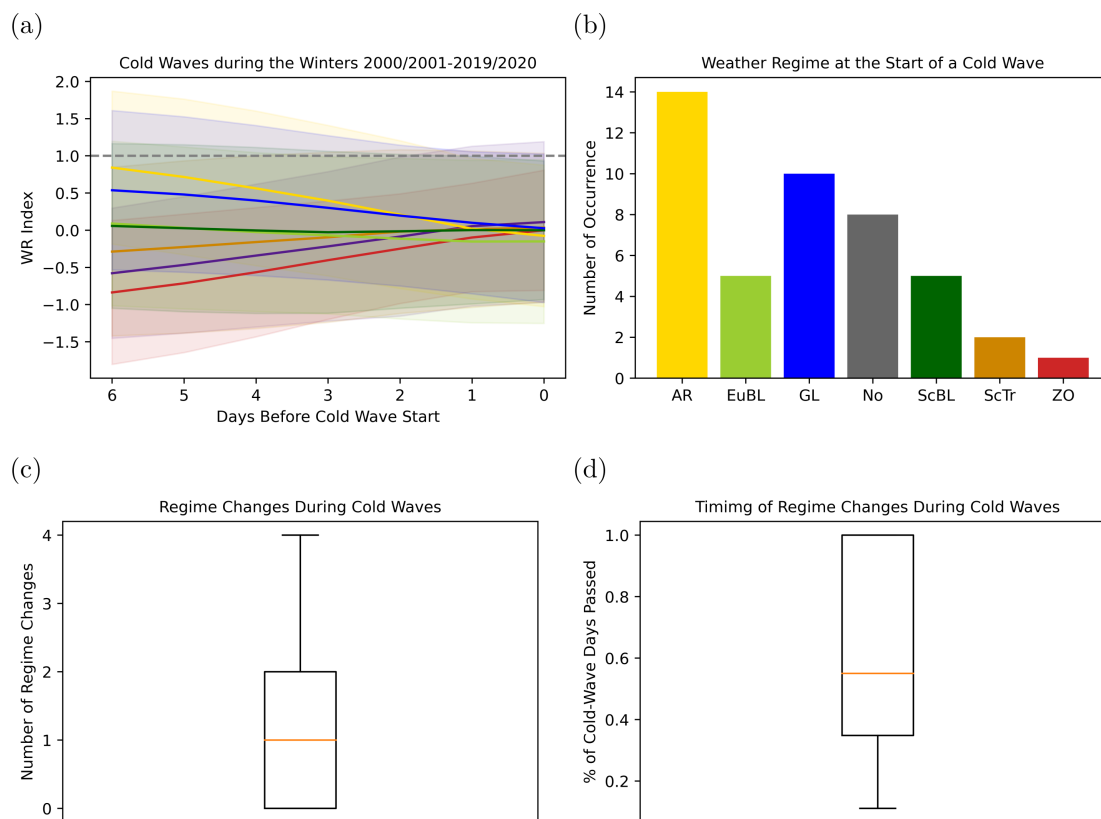 (a)
Cold Waves during the Winters 2000/2001-2019/2020
2.0
1.5
1.0
0.5
0.0
−0.5
−1.0
−1.5
WR Index
6 5 4 3 2 1 0
Days Before Cold Wave Start
(b)
Weather Regime at the Start of a Cold Wave
14
12
10
8
6
4
2
0
Number of Occurrence
AR EuBL GL No ScBL ScTr ZO
(c)
Regime Changes During Cold Waves
4
3
2
1
0
Number of Regime Changes
(d)
Timimg of Regime Changes During Cold Waves
1.0
0.8
0.6
0.4
0.2
% of Cold-Wave Days Passed